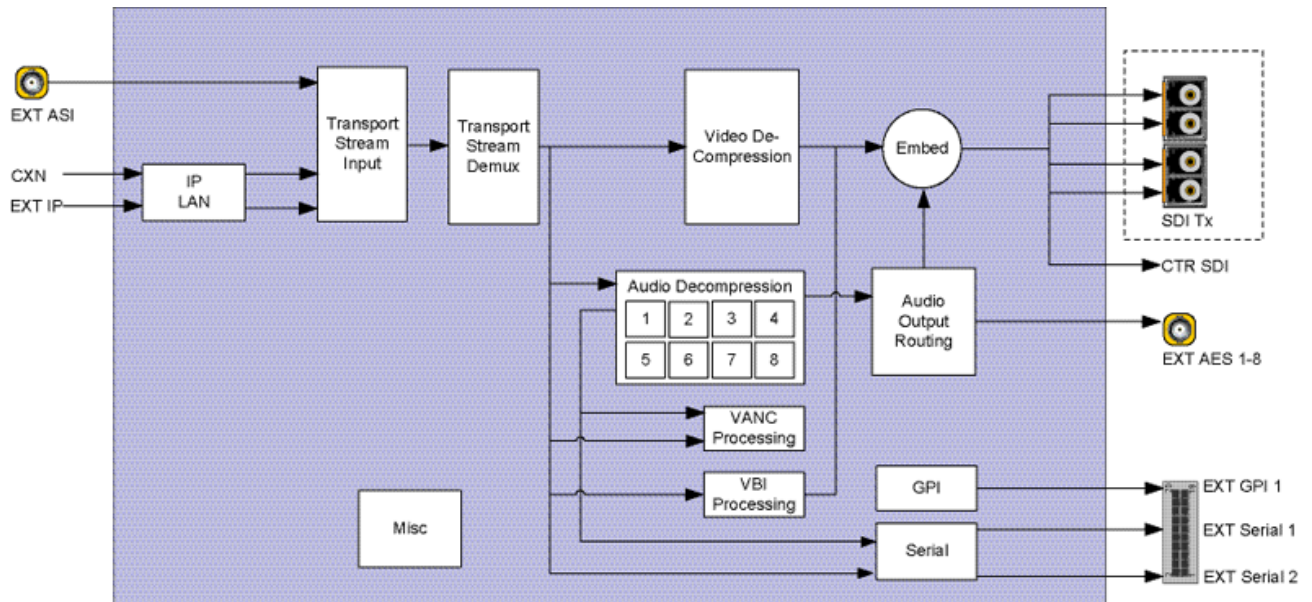 EXT ASI
CXN
EXT IP
IP
LAN
Transport
Stream
Input
Transport
Stream
Demux
Video De-
Compression
Embed
SDI Tx
CTR SDI
Audio Decompression
1 2 3 4
5 6 7 8
Audio
Output
Routing
EXT AES 1-8
VANC
Processing
VBI
Processing
GPI
EXT GPI 1
Misc
Serial
EXT Serial 1
EXT Serial 2